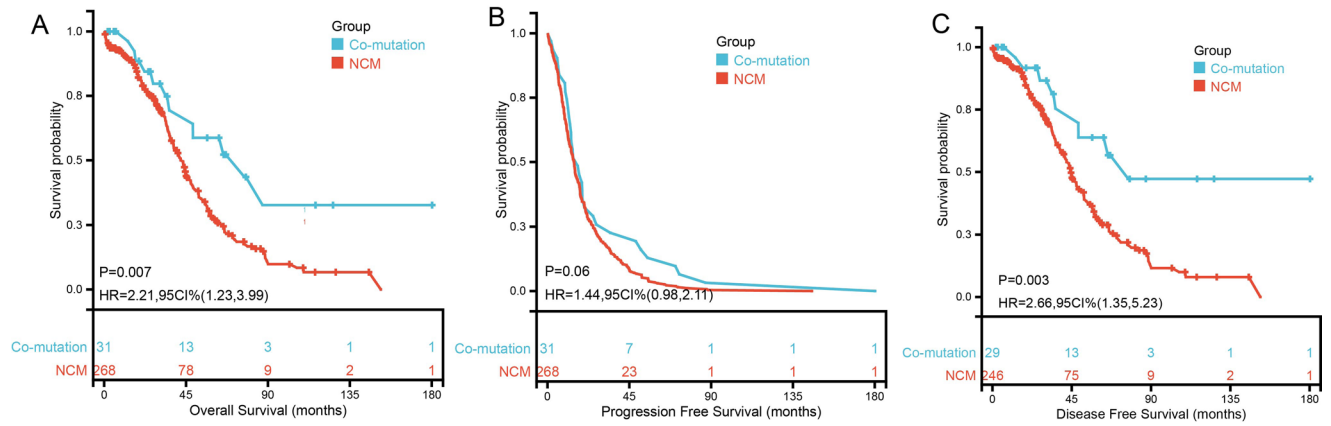 A
Group
Co-mutation
NCM
Survival probability
1.0
0.8
0.5
0.3
0.0
P=0.007
HR=2.21,95CI%(1.23,3.99)
Co-mutation 31 13 3 1 1
NCM 268 78 9 2 1
0 45 90 135 180
Overall Survival (months)
B
Group
Co-mutation
NCM
Survival probability
1.0
0.8
0.5
0.3
0.0
P=0.06
HR=1.44,95CI%(0.98,2.11)
Co-mutation 31 7 1 1 1
NCM 268 23 1 1 1
0 45 90 135 180
Progression Free Survival (months)
C
Group
Co-mutation
NCM
Survival probability
1.0
0.8
0.5
0.3
0.0
P=0.003
HR=2.66,95CI%(1.35,5.23)
Co-mutation 29 13 3 1 1
NCM 246 75 9 2 1
0 45 90 135 180
Disease Free Survival (months)